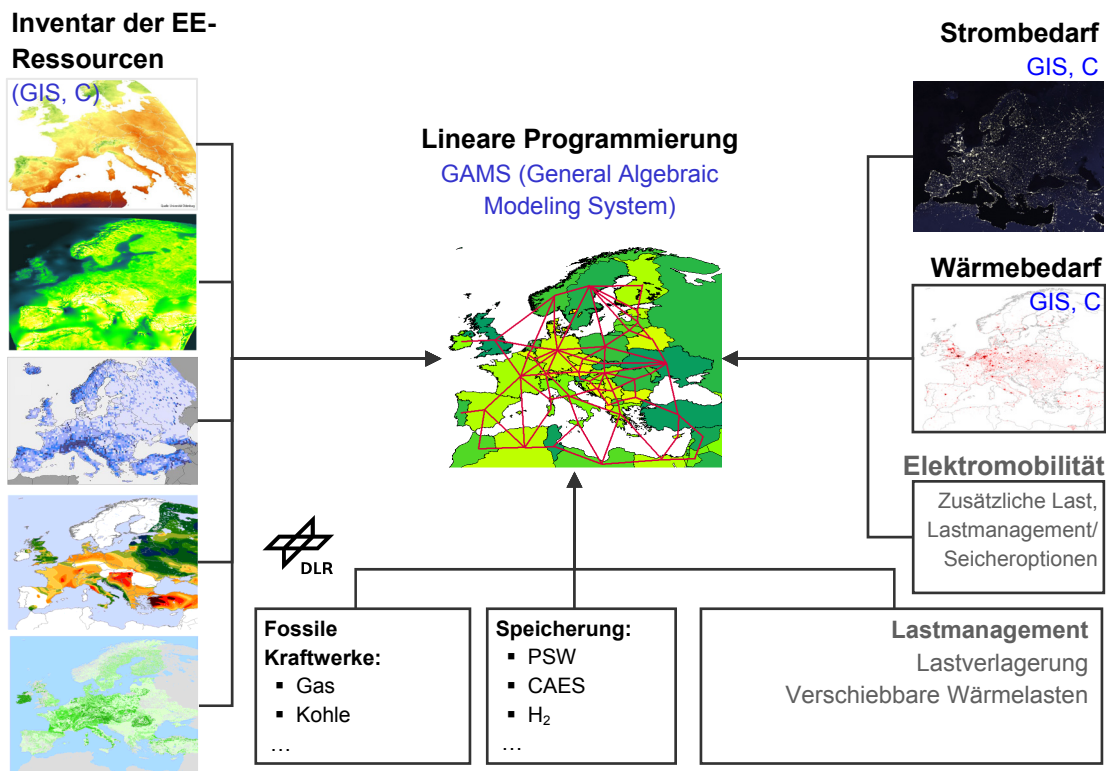 Inventar der EE-
Ressourcen
(GIS, C)
Lineare Programmierung
GAMS (General Algebraic
Modeling System)
Strombedarf
GIS, C
Wärmebedarf
GIS, C
Elektromobilität
Zusätzliche Last,
Lastmanagement/
Seicheroptionen
DLR
Fossile
Kraftwerke:
▪ Gas
▪ Kohle
…
Speicherung:
▪ PSW
▪ CAES
▪ H₂
…
Lastmanagement
Lastverlagerung
Verschiebbare Wärmelasten